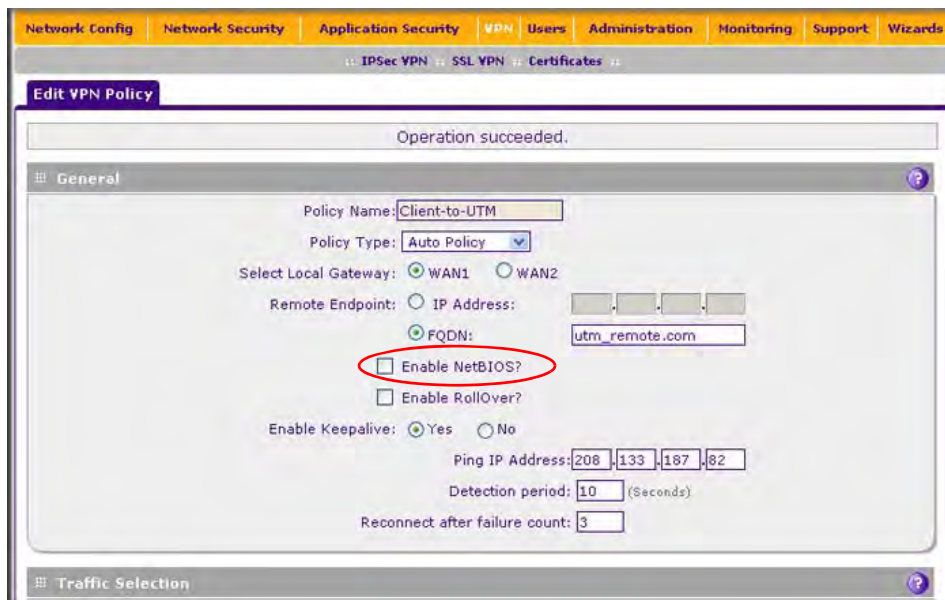 Network Config Network Security Application Security VPN Users Administration Monitoring Support Wizards
:: IPSec VPN :: SSL VPN :: Certificates ::
Edit VPN Policy
Operation succeeded.
General
Policy Name: Client-to-UTM
Policy Type: Auto Policy
Select Local Gateway: WAN1 WAN2
Remote Endpoint: IP Address: . . .
FQDN: utm_remote.com
Enable NetBIOS?
Enable RollOver?
Enable Keepalive: Yes No
Ping IP Address: 208 .133 .187 .82
Detection period: 10 (Seconds)
Reconnect after failure count: 3
Traffic Selection